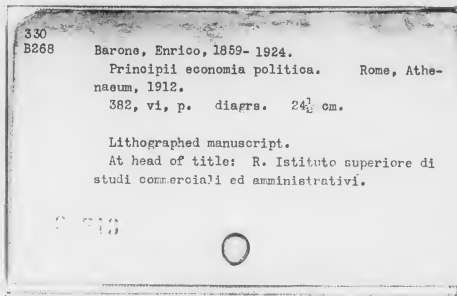 330
B268 Barone, Enrico, 1859- 1924.
Principii economia politica. Rome, Athe-
naeum, 1912.
382, vi, p. diagrs. 24½ cm.
Lithographed manuscript.
At head of title: R. Istituto superiore di
studi commerciali ed amministrativi.